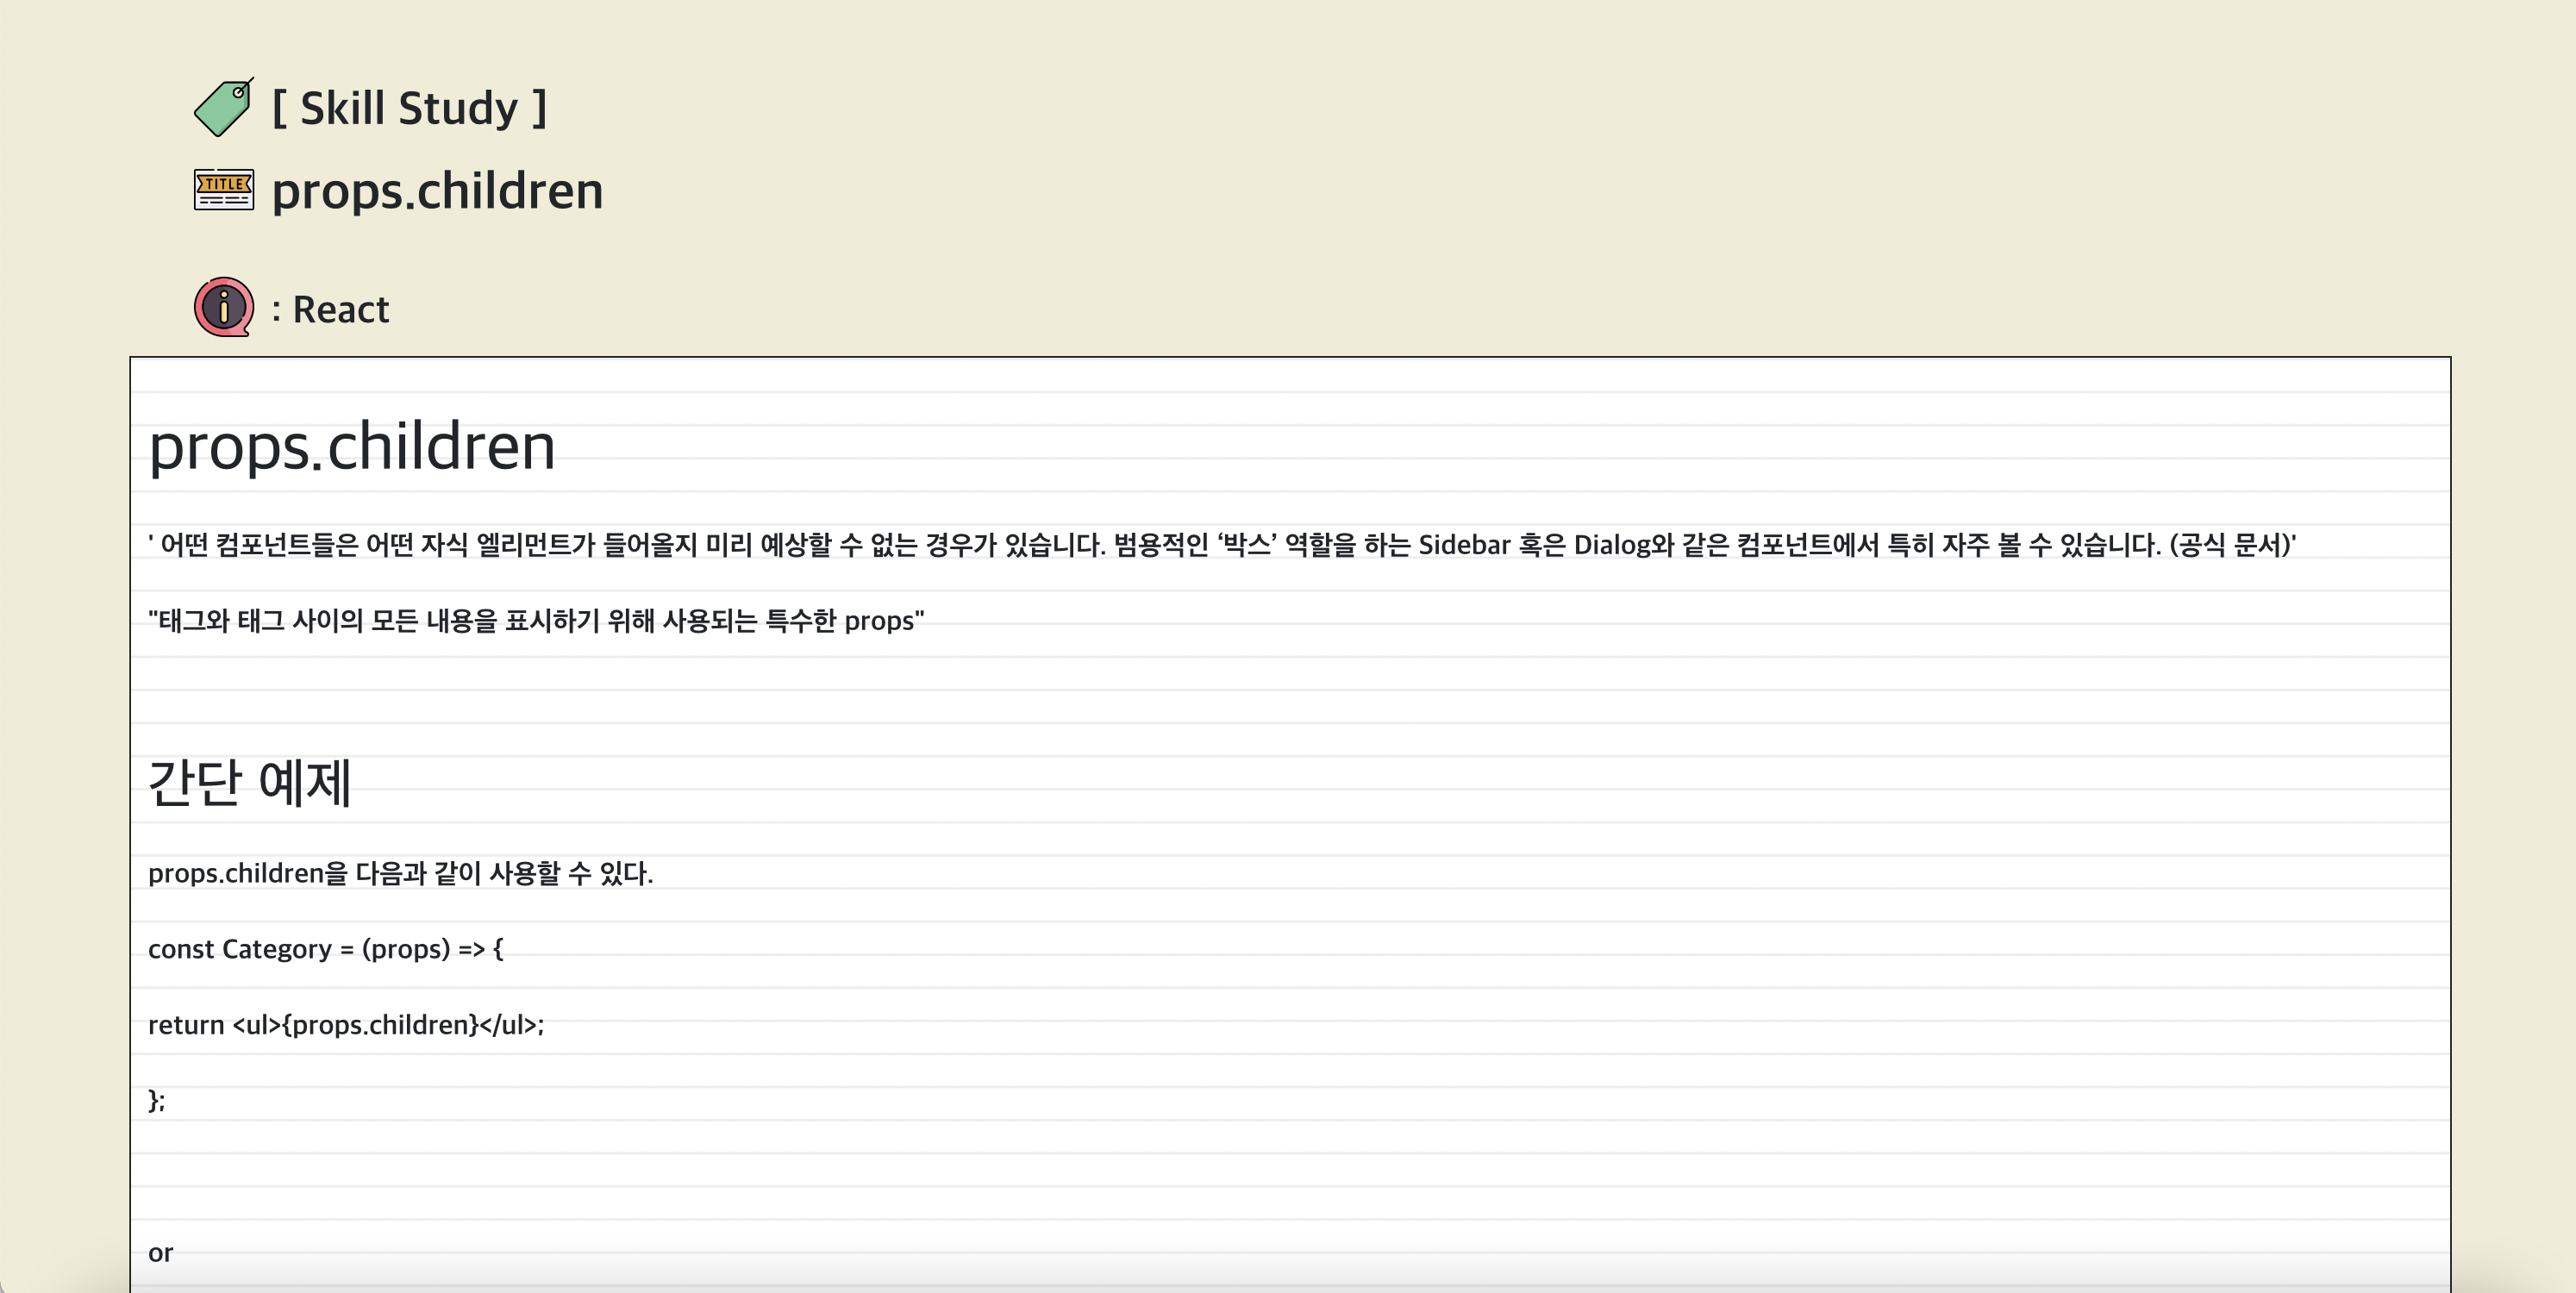 [ Skill Study ]
TITLE
props.children
: React
props.children
' 어떤 컴포넌트들은 어떤 자식 엘리먼트가 들어올지 미리 예상할 수 없는 경우가 있습니다. 범용적인 ‘박스’ 역할을 하는 Sidebar 혹은 Dialog와 같은 컴포넌트에서 특히 자주 볼 수 있습니다. (공식 문서)'
"태그와 태그 사이의 모든 내용을 표시하기 위해 사용되는 특수한 props"
간단 예제
props.children을 다음과 같이 사용할 수 있다.
const Category = (props) => {
return <ul>{props.children}</ul>;
};
or